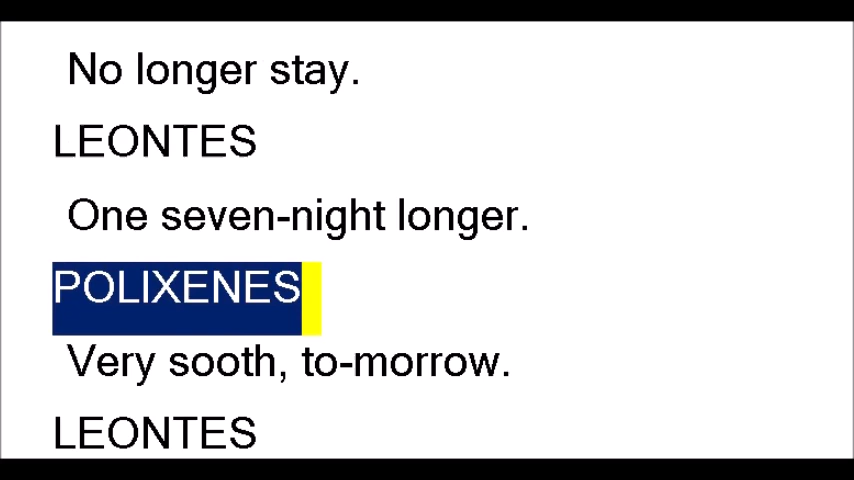 No longer stay.
LEONTES
One seven-night longer.
POLIXENES
Very sooth, to-morrow.
LEONTES